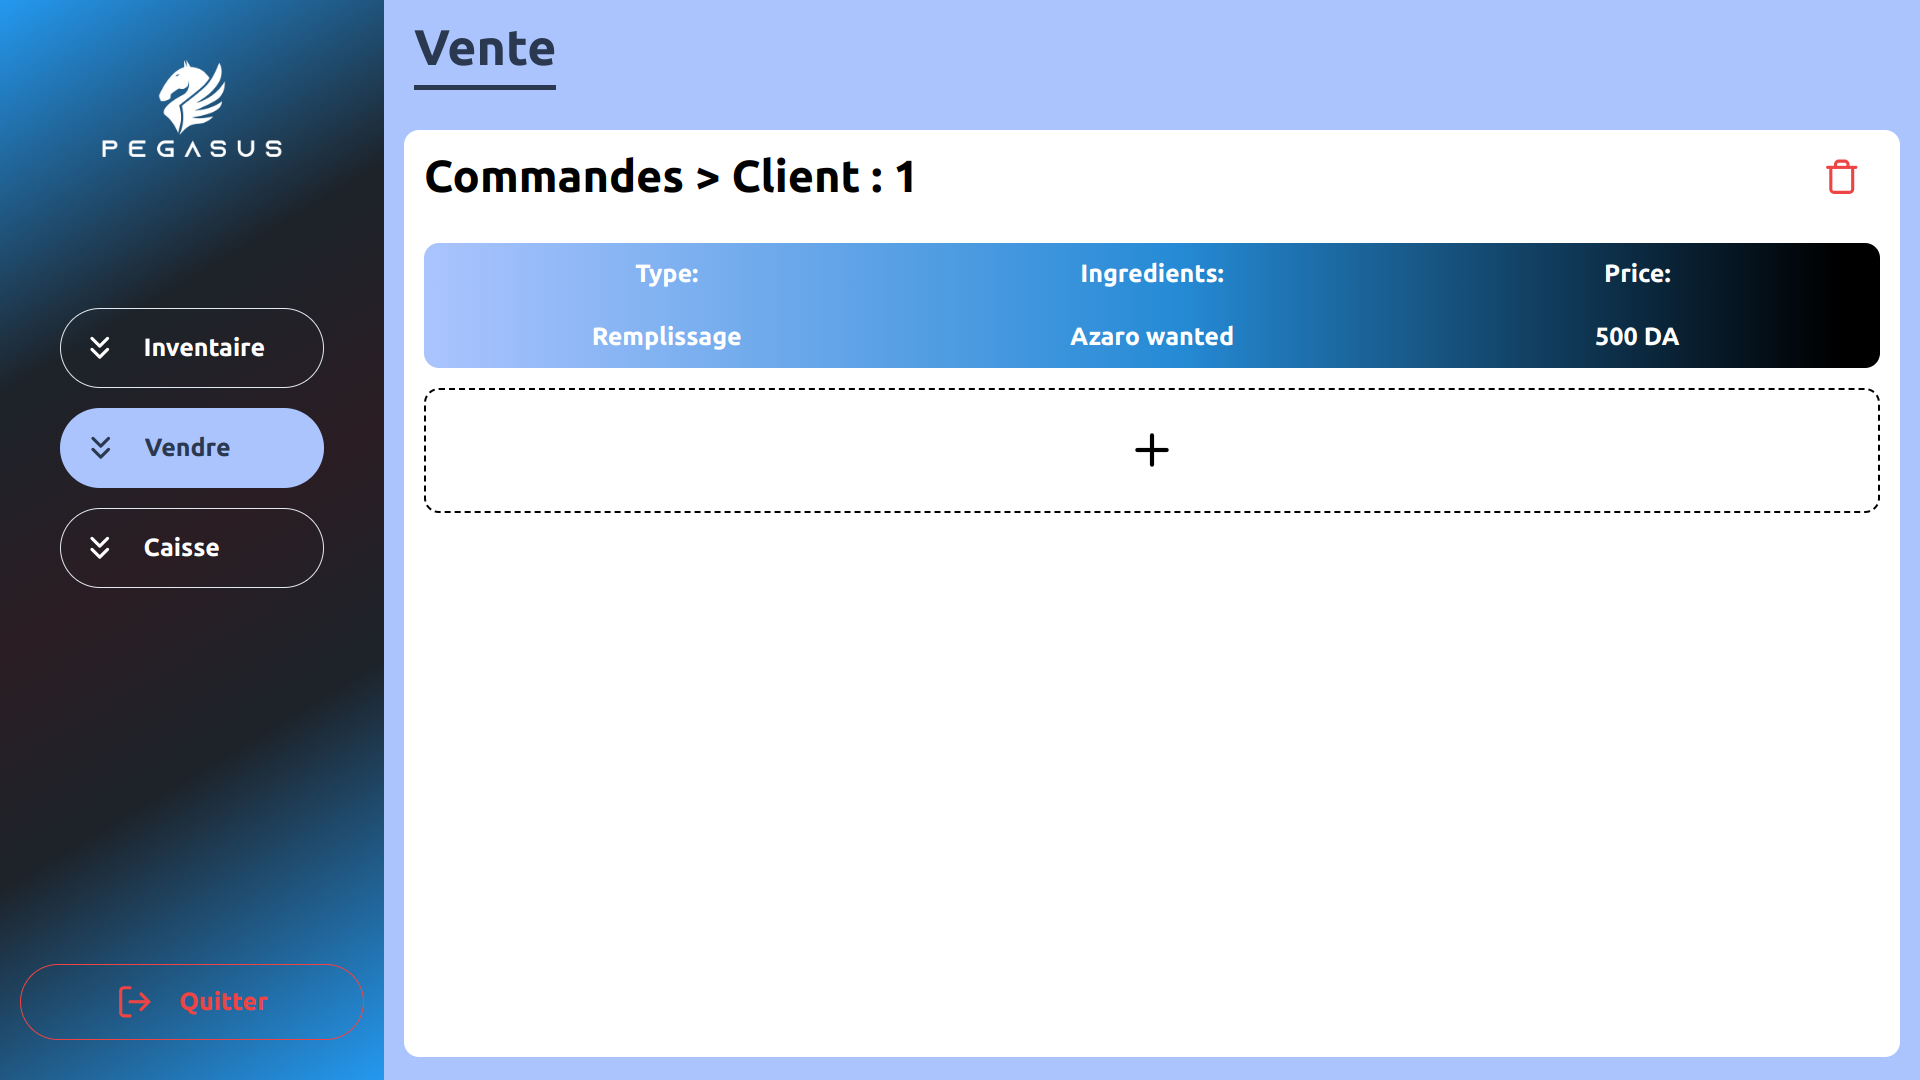 PEGASUS
Inventaire
Vendre
Caisse
Quitter
Vente
Commandes > Client : 1
Type: Ingredients: Price:
Remplissage Azaro wanted 500 DA